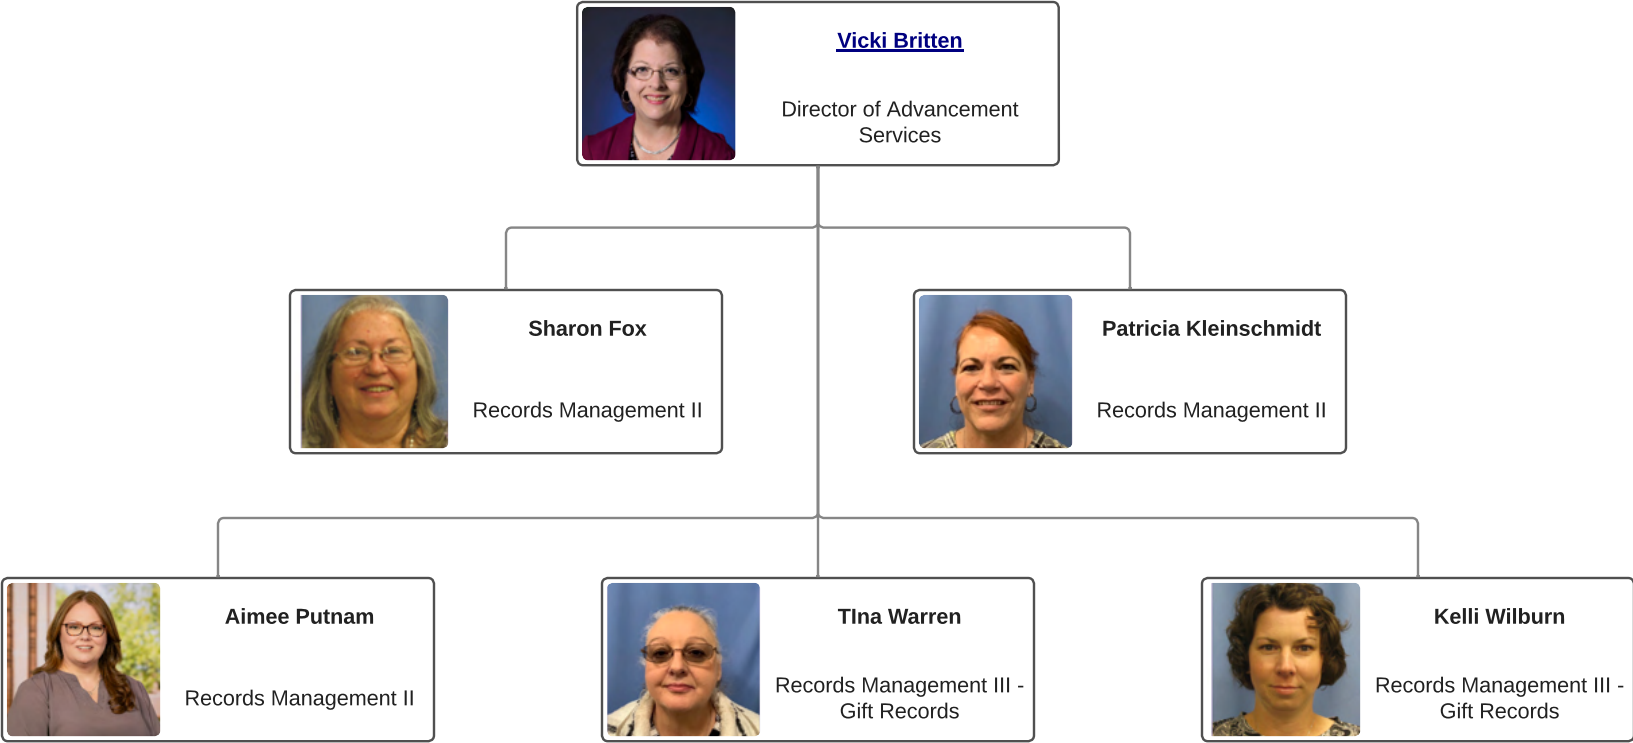 Vicki Britten
Director of Advancement
Services
Sharon Fox
Records Management II
Patricia Kleinschmidt
Records Management II
Aimee Putnam
Records Management II
TIna Warren
Records Management III -
Gift Records
Kelli Wilburn
Records Management III -
Gift Records